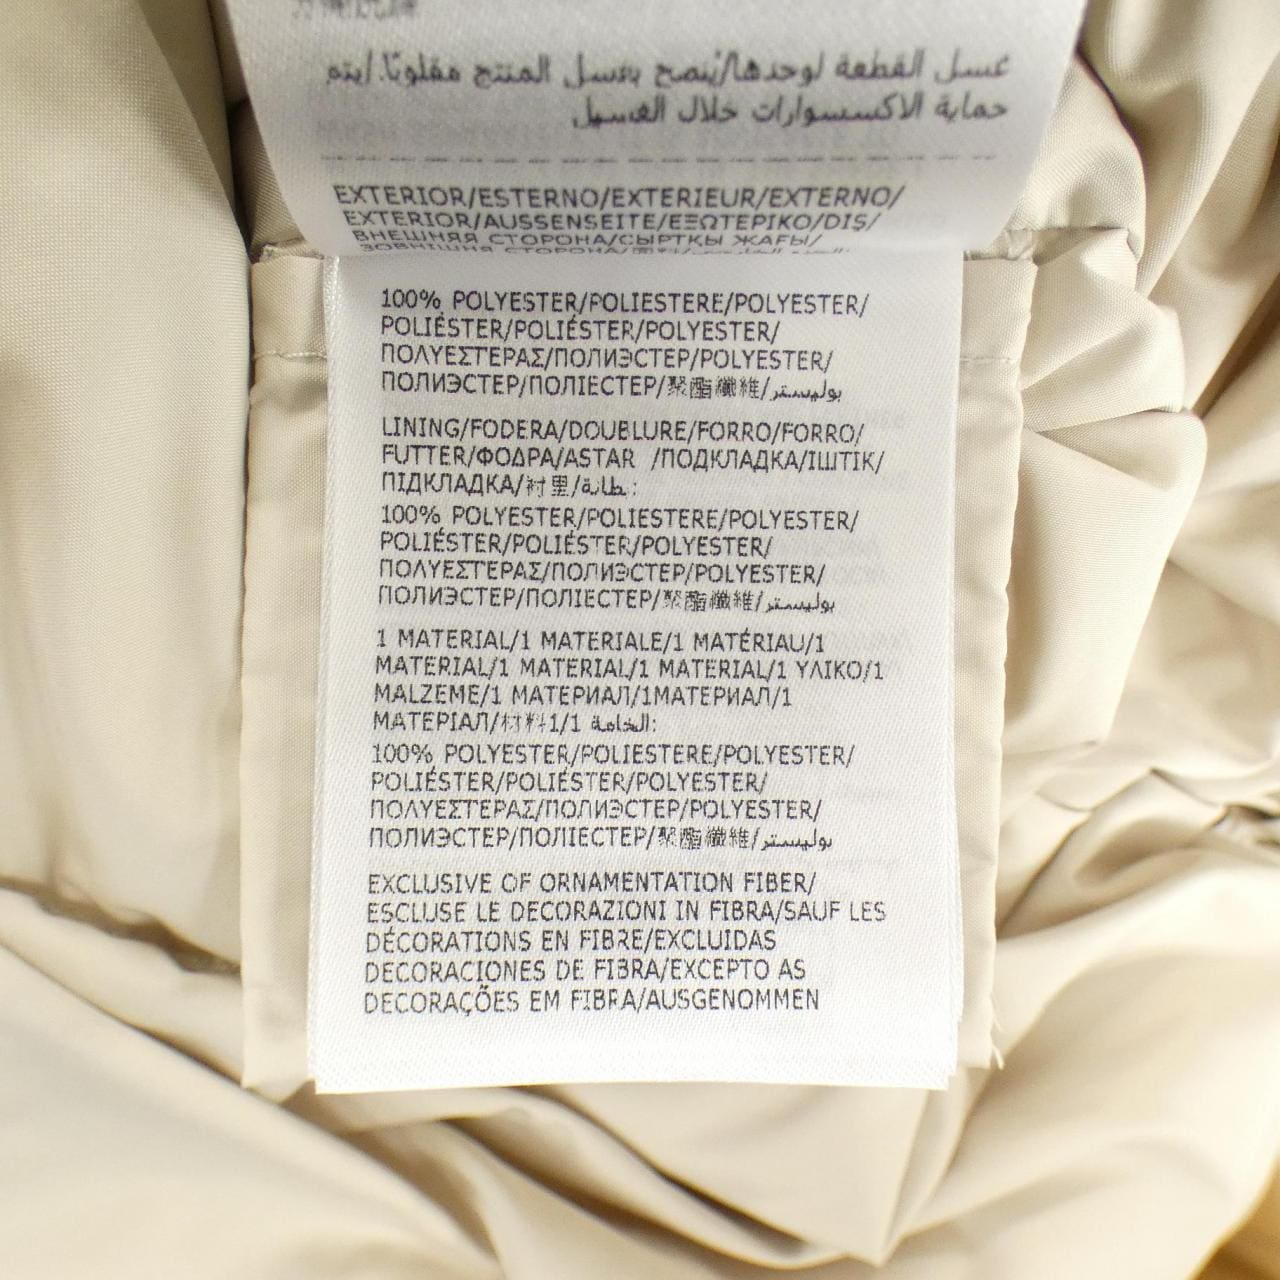 غسل القطعة لوحدها/يُنصح بغسل المنتج مقلوبًا./يتم
حماية الاكسسوارات خلال الغسيل
EXTERIOR/ESTERNO/EXTERIEUR/EXTERNO/
EXTERIOR/AUSSENSEITE/ΕΞΩΤΕΡΙΚΟ/DIŞ/
ВНЕШНЯЯ СТОРОНА/СЫРТҚЫ ЖАҒЫ/
ЗОВНІШНЯ СТОРОНА/面料/
100% POLYESTER/POLIESTERE/POLYESTER/
POLIÉSTER/POLIÉSTER/POLYESTER/
ΠΟΛΥΕΣΤΕΡΑΣ/ПОЛИЭСТЕР/POLYESTER/
ПОЛИЭСТЕР/ПОЛІЕСТЕР/聚酯纖維/بوليستر
LINING/FODERA/DOUBLURE/FORRO/FORRO/
FUTTER/ΦΟΔΡΑ/ASTAR /ПОДКЛАДКА/ІШТІК/
ПІДКЛАДКА/衬里/بطانة:
100% POLYESTER/POLIESTERE/POLYESTER/
POLIÉSTER/POLIÉSTER/POLYESTER/
ΠΟΛΥΕΣΤΕΡΑΣ/ПОЛИЭСТЕР/POLYESTER/
ПОЛИЭСТЕР/ПОЛІЕСТЕР/聚酯纖維/بوليستر
1 MATERIAL/1 MATERIALE/1 MATÉRIAU/1
MATERIAL/1 MATERIAL/1 MATERIAL/1 ΥΛΙΚΟ/1
MALZEME/1 МАТЕРИАЛ/1МАТЕРИАЛ/1
МАТЕРІАЛ/材料1/1 الخامة:
100% POLYESTER/POLIESTERE/POLYESTER/
POLIÉSTER/POLIÉSTER/POLYESTER/
ΠΟΛΥΕΣΤΕΡΑΣ/ПОЛИЭСТЕР/POLYESTER/
ПОЛИЭСТЕР/ПОЛІЕСТЕР/聚酯纖維/بوليستر
EXCLUSIVE OF ORNAMENTATION FIBER/
ESCLUSE LE DECORAZIONI IN FIBRA/SAUF LES
DÉCORATIONS EN FIBRE/EXCLUIDAS
DECORACIONES DE FIBRA/EXCEPTO AS
DECORAÇÕES EM FIBRA/AUSGENOMMEN